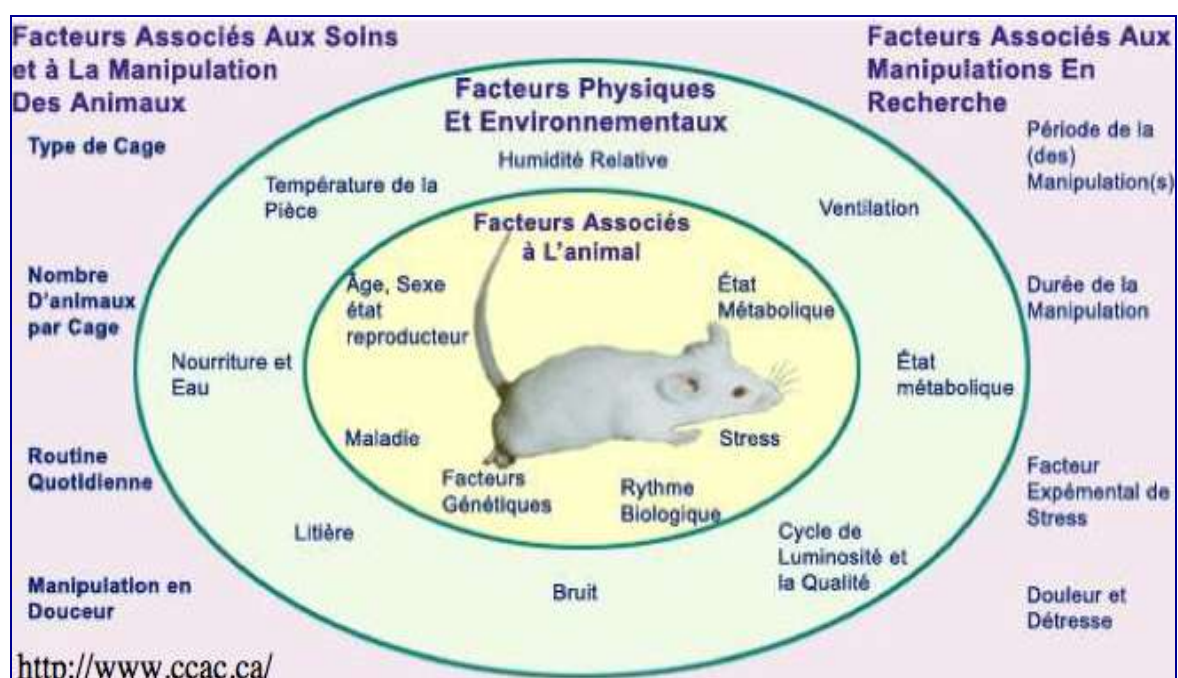 Facteurs Associés Aux Soins
et à La Manipulation
Des Animaux
Type de Cage
Nombre
D'animaux
par Cage
Routine
Quotidienne
Manipulation en
Douceur
http://www.ccac.ca/
Facteurs Physiques
Et Environnementaux
Humidité Relative
Température de la
Pièce
Ventilation
Nourriture et
Eau
État
métabolique
Litière
Bruit
Cycle de
Luminosité et
la Qualité
Facteurs Associés
à L'animal
Âge, Sexe
état
reproducteur
État
Métabolique
Maladie
Stress
Facteurs
Génétiques
Rythme
Biologique
Facteurs Associés Aux
Manipulations En
Recherche
Période de la
(des)
Manipulation(s)
Durée de la
Manipulation
Facteur
Expémental de
Stress
Douleur et
Détresse